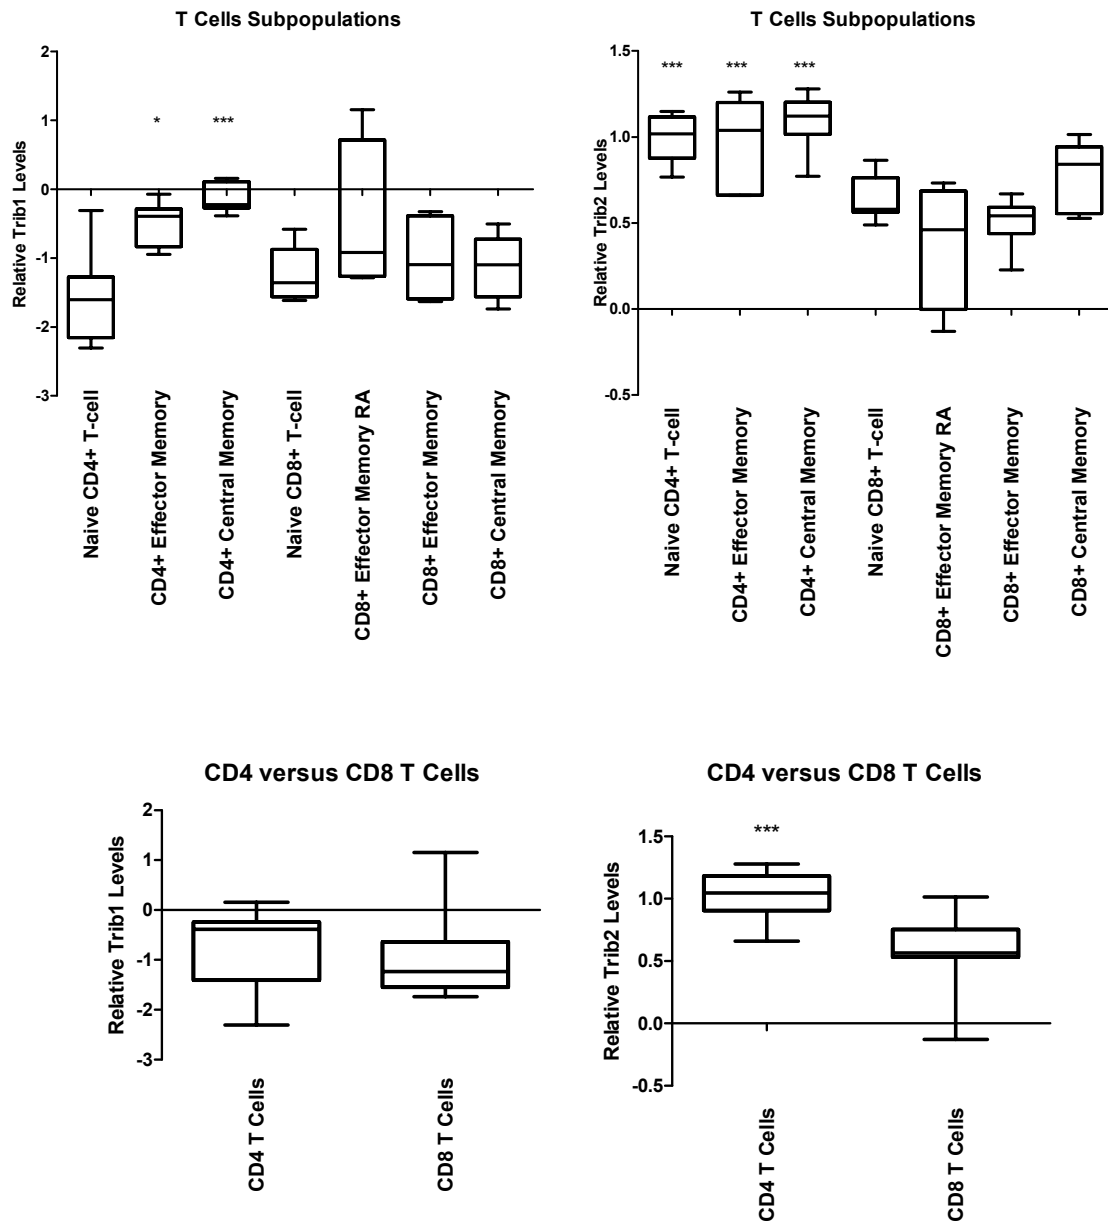 T Cells Subpopulations
Relative Trib1 Levels
2
1
0
-1
-2
-3
* ***
Naive CD4+ T-cell
CD4+ Effector Memory
CD4+ Central Memory
Naive CD8+ T-cell
CD8+ Effector Memory RA
CD8+ Effector Memory
CD8+ Central Memory
T Cells Subpopulations
Relative Trib2 Levels
1.5
1.0
0.5
0.0
-0.5
*** *** ***
Naive CD4+ T-cell
CD4+ Effector Memory
CD4+ Central Memory
Naive CD8+ T-cell
CD8+ Effector Memory RA
CD8+ Effector Memory
CD8+ Central Memory
CD4 versus CD8 T Cells
Relative Trib1 Levels
2
1
0
-1
-2
-3
CD4 T Cells
CD8 T Cells
CD4 versus CD8 T Cells
Relative Trib2 Levels
1.5
1.0
0.5
0.0
-0.5
***
CD4 T Cells
CD8 T Cells